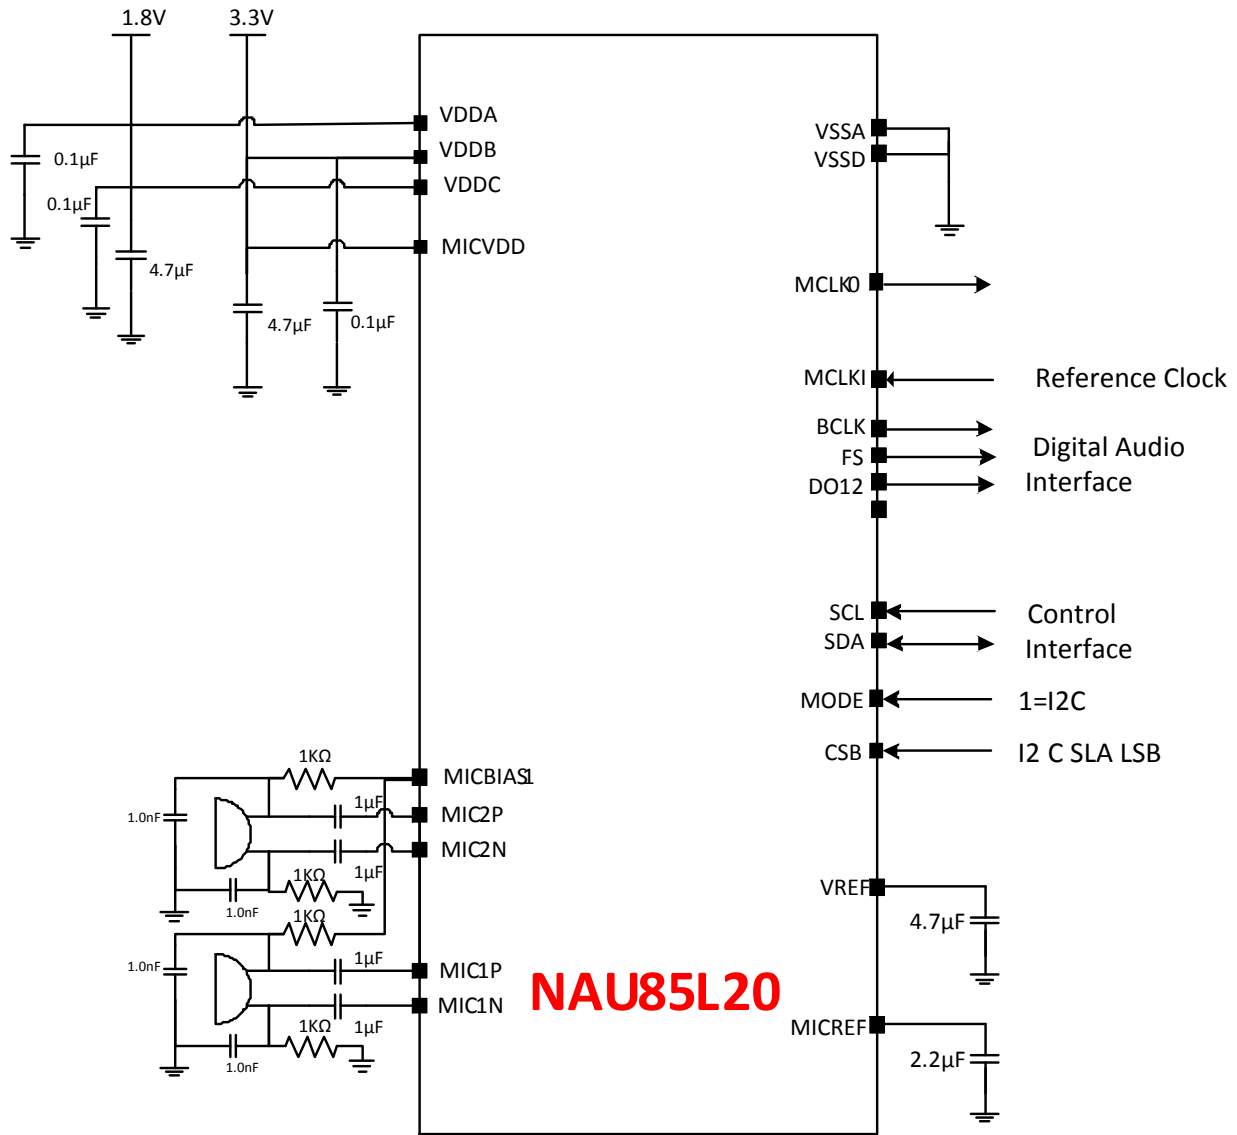 1.8V
3.3V
VDDA
VDDB
VDDC
MICVDD
0.1µF
0.1µF
4.7µF
4.7µF
0.1µF
VSSA
VSSD
MCLK0
MCLKI
Reference Clock
BCLK
FS
DO12
Digital Audio
Interface
SCL
SDA
Control
Interface
MODE
1=I2C
CSB
I2 C SLA LSB
1KΩ
MICBIAS1
1µF
MIC2P
1.0nF
MIC2N
1µF
1KΩ
1.0nF
1KΩ
1µF
MIC1P
1.0nF
MIC1N
1µF
1KΩ
1.0nF
NAU85L20
VREF
4.7µF
MICREF
2.2µF